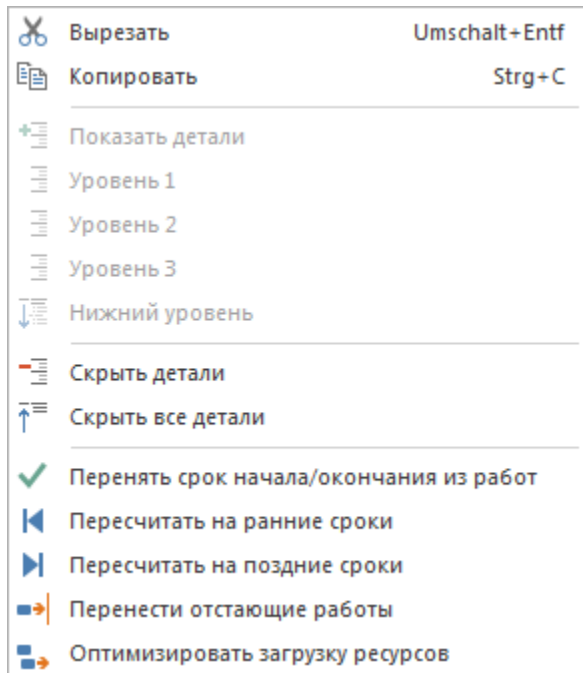 Вырезать Umschalt+Entf
Копировать Strg+C
Показать детали
Уровень 1
Уровень 2
Уровень 3
Нижний уровень
Скрыть детали
Скрыть все детали
Перенять срок начала/окончания из работ
Пересчитать на ранние сроки
Пересчитать на поздние сроки
Перенести отстающие работы
Оптимизировать загрузку ресурсов